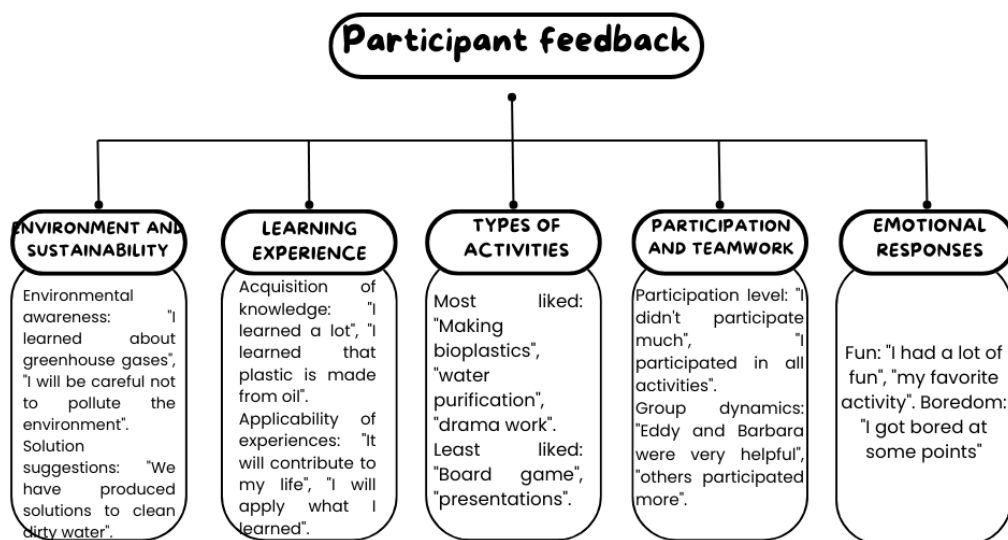 Participant feedback
ENVIRONMENT AND
SUSTAINABILITY
Environmental
awareness: "I
learned about
greenhouse gases",
"I will be careful not
to pollute the
environment".
Solution
suggestions: "We
have produced
solutions to clean
dirty water".
LEARNING
EXPERIENCE
Acquisition of
knowledge: "I
learned a lot", "I
learned that
plastic is made
from oil".
Applicability of
experiences: "It
will contribute to
my life", "I will
apply what I
learned".
TYPES OF
ACTIVITIES
Most liked:
"Making
bioplastics",
"water
purification",
"drama work".
Least liked:
"Board game",
"presentations".
PARTICIPATION
AND TEAMWORK
Participation level: "I
didn't participate
much", "I
participated in all
activities".
Group dynamics:
"Eddy and Barbara
were very helpful",
"others participated
more".
EMOTIONAL
RESPONSES
Fun: "I had a lot of
fun", "my favorite
activity". Boredom:
"I got bored at
some points"